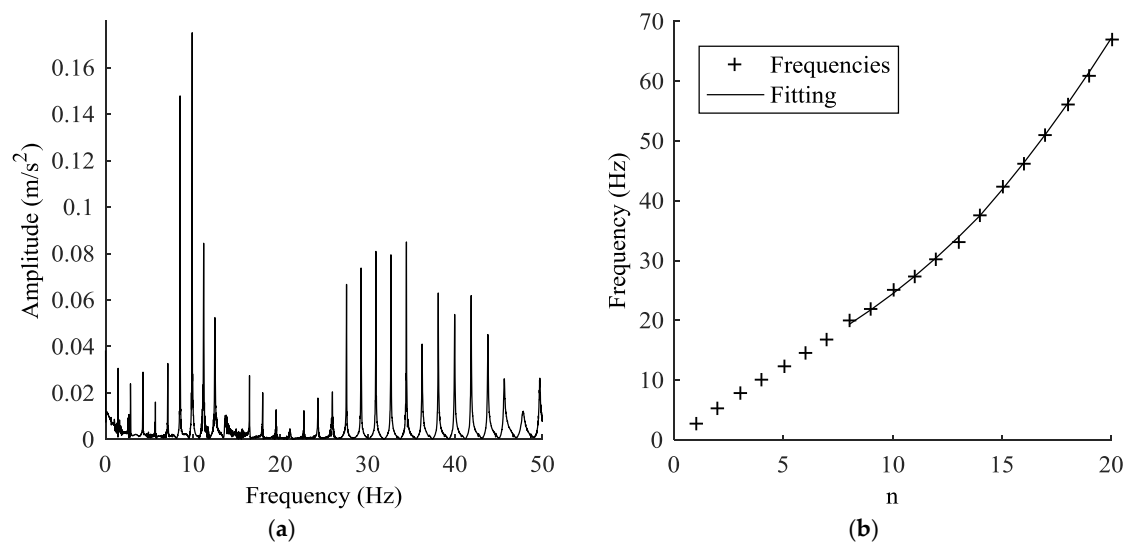 0.16
0.14
0.12
0.1
0.08
0.06
0.04
0.02
0
Amplitude (m/s²)
0 10 20 30 40 50
Frequency (Hz)
(a)
70
60
50
40
30
20
10
0
Frequency (Hz)
Frequencies
Fitting
0 5 10 15 20
n
(b)